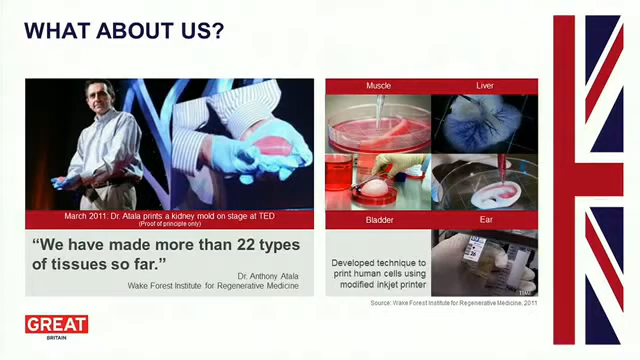 WHAT ABOUT US?
March 2011: Dr. Atala prints a kidney mold on stage at TED
(Proof of principle only)
“We have made more than 22 types
of tissues so far.”
Dr. Anthony Atala
Wake Forest Institute for Regenerative Medicine
Muscle
Liver
Bladder
Ear
Developed technique to
print human cells using
modified inkjet printer
TIME
Source: Wake Forest Institute for Regenerative Medicine, 2011
GREAT
BRITAIN